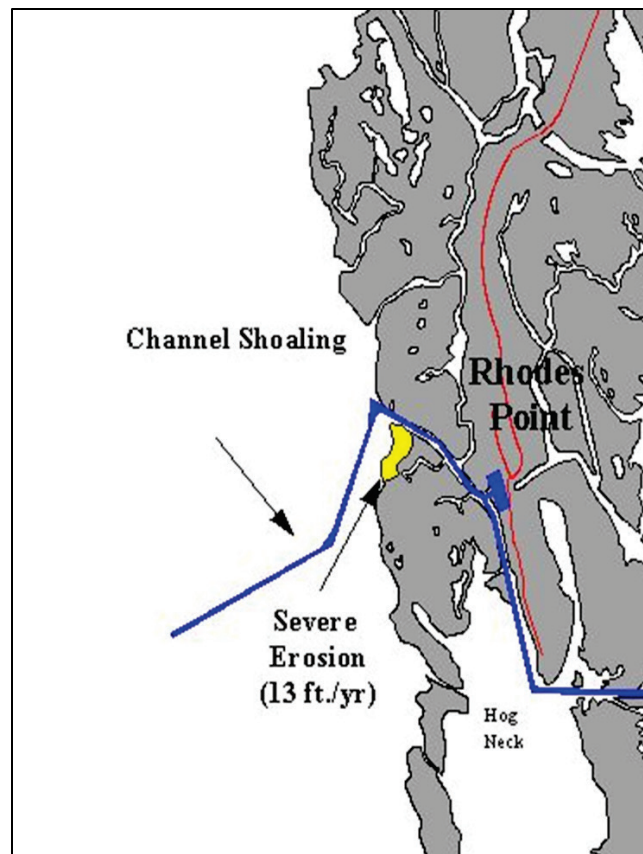 Channel Shoaling
Rhodes
Point
Severe
Erosion
(13 ft./yr)
Hog
Neck